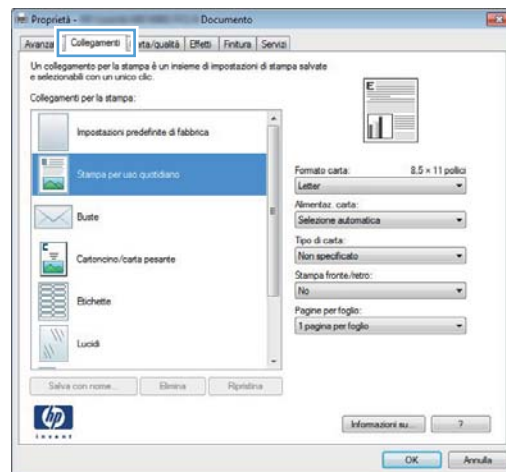 Proprietà - Documento
Avanza Collegamenti rta/qualità Effetti Finitura Servizi
Un collegamento per la stampa è un insieme di impostazioni di stampa salvate
e selezionabili con un unico clic.
Collegamenti per la stampa:
Impostazioni predefinite di fabbrica
Stampa per uso quotidiano
Buste
Cartoncino/carta pesante
Etichette
Lucidi
Salva con nome... Elimina Ripristina
E
Formato carta: 8.5 × 11 pollici
Letter
Alimentaz. carta:
Selezione automatica
Tipo di carta:
Non specificato
Stampa fronte/retro:
No
Pagine per foglio:
1 pagina per foglio
hp
invent
Informazioni su... ?
OK Annulla